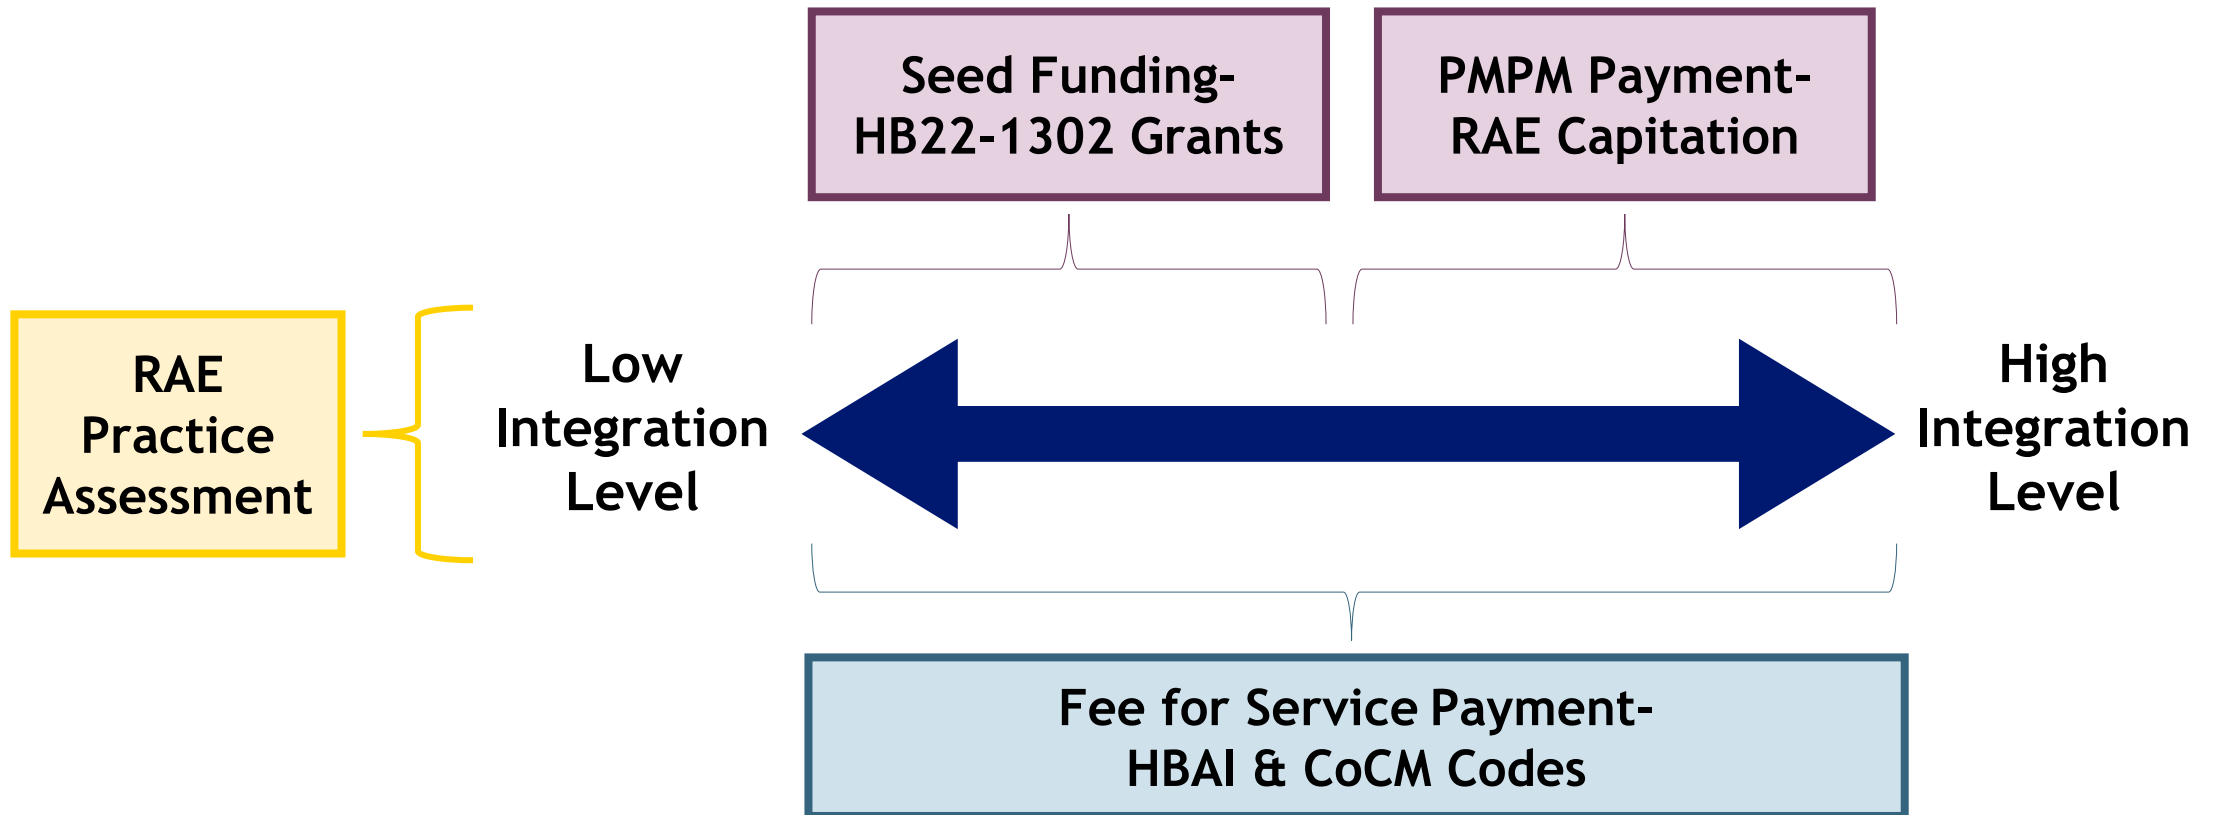 Seed Funding-
HB22-1302 Grants
PMPM Payment-
RAE Capitation
RAE
Practice
Assessment
Low
Integration
Level
High
Integration
Level
Fee for Service Payment-
HBAI & CoCM Codes